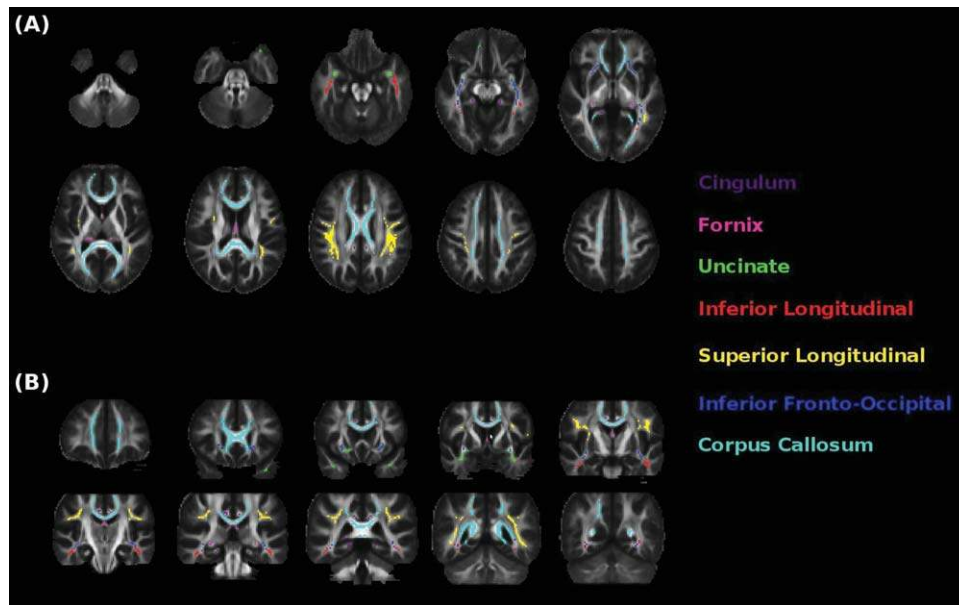 (A)
Cingulum
Fornix
Uncinate
Inferior Longitudinal
Superior Longitudinal
(B)
Inferior Fronto-Occipital
Corpus Callosum